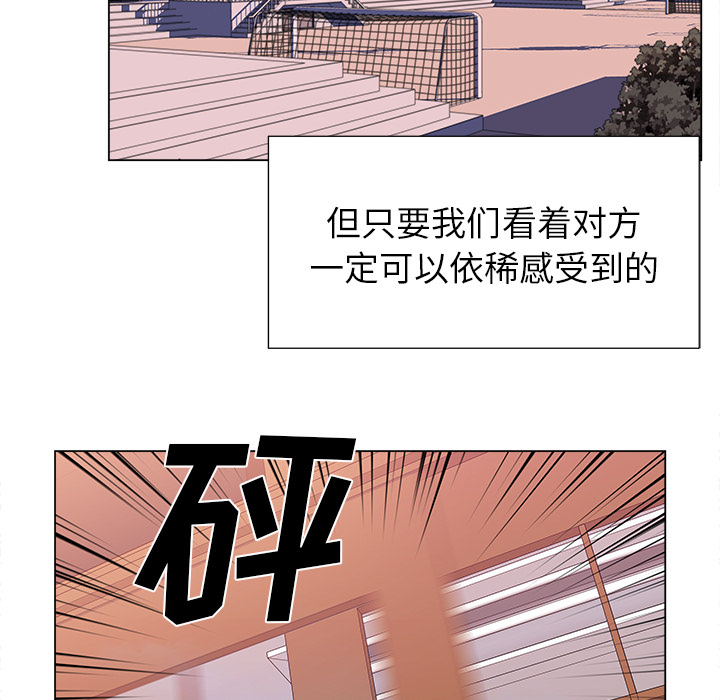 但只要我们看着对方
一定可以依稀感受到的
砰